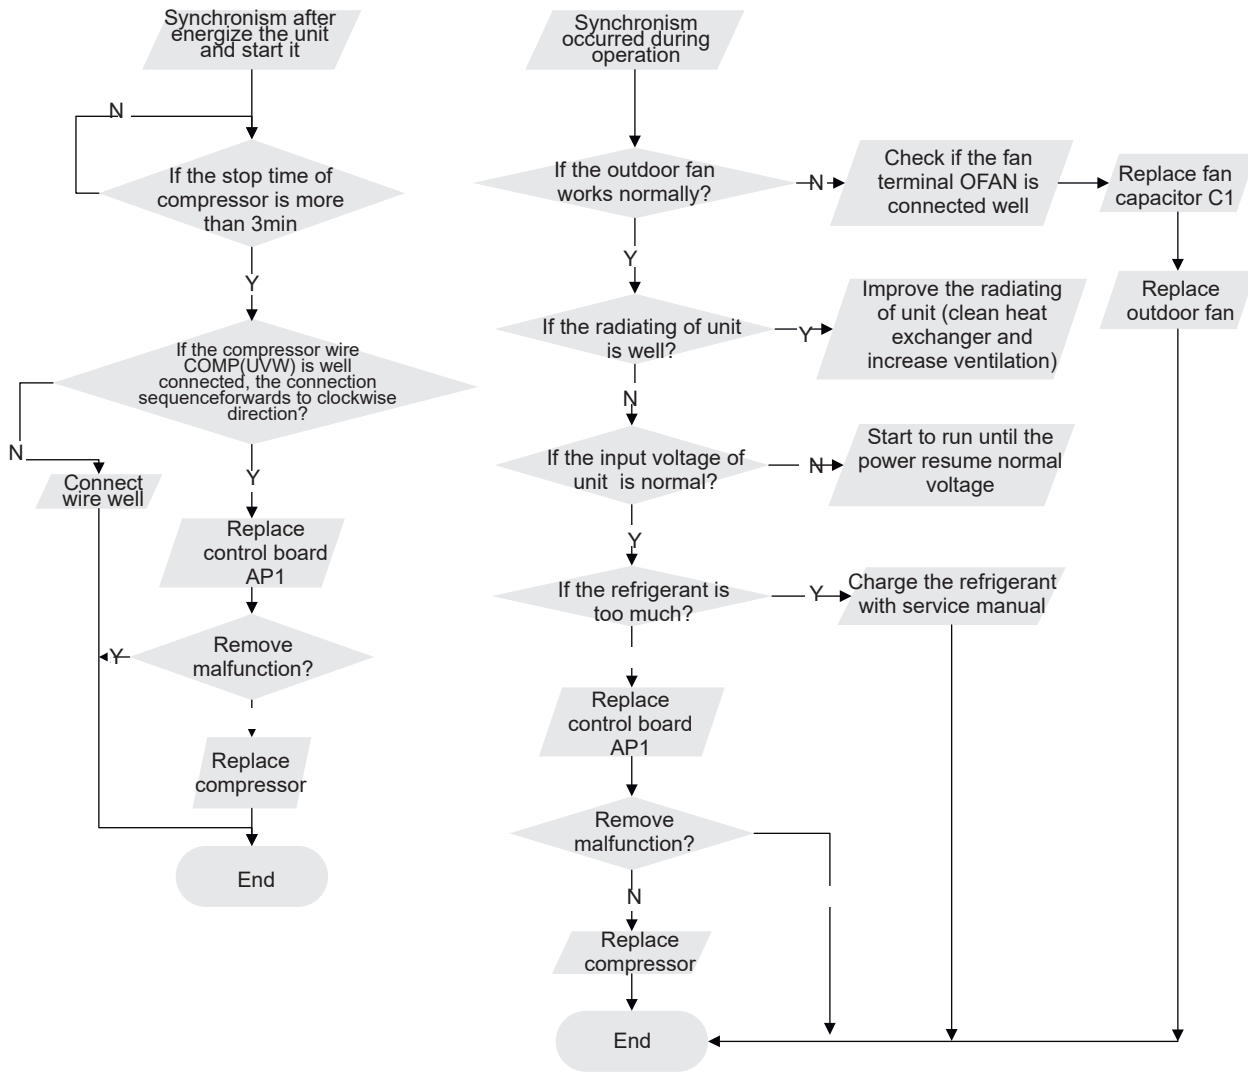 Synchronism after
energize the unit
and start it
N
If the stop time of
compressor is more
than 3min
Y
If the compressor wire
COMP(UVW) is well
connected, the connection
sequenceforwards to clockwise
direction?
N
Connect
wire well
Y
Replace
control board
AP1
Remove
malfunction?
Y
Replace
compressor
End
Synchronism
occurred during
operation
If the outdoor fan
works normally?
N
Check if the fan
terminal OFAN is
connected well
Replace fan
capacitor C1
Replace
outdoor fan
Y
If the radiating of unit
is well?
Y
Improve the radiating
of unit (clean heat
exchanger and
increase ventilation)
N
If the input voltage of
unit is normal?
N
Start to run until the
power resume normal
voltage
Y
If the refrigerant is
too much?
Y
Charge the refrigerant
with service manual
Replace
control board
AP1
Remove
malfunction?
N
Replace
compressor
End